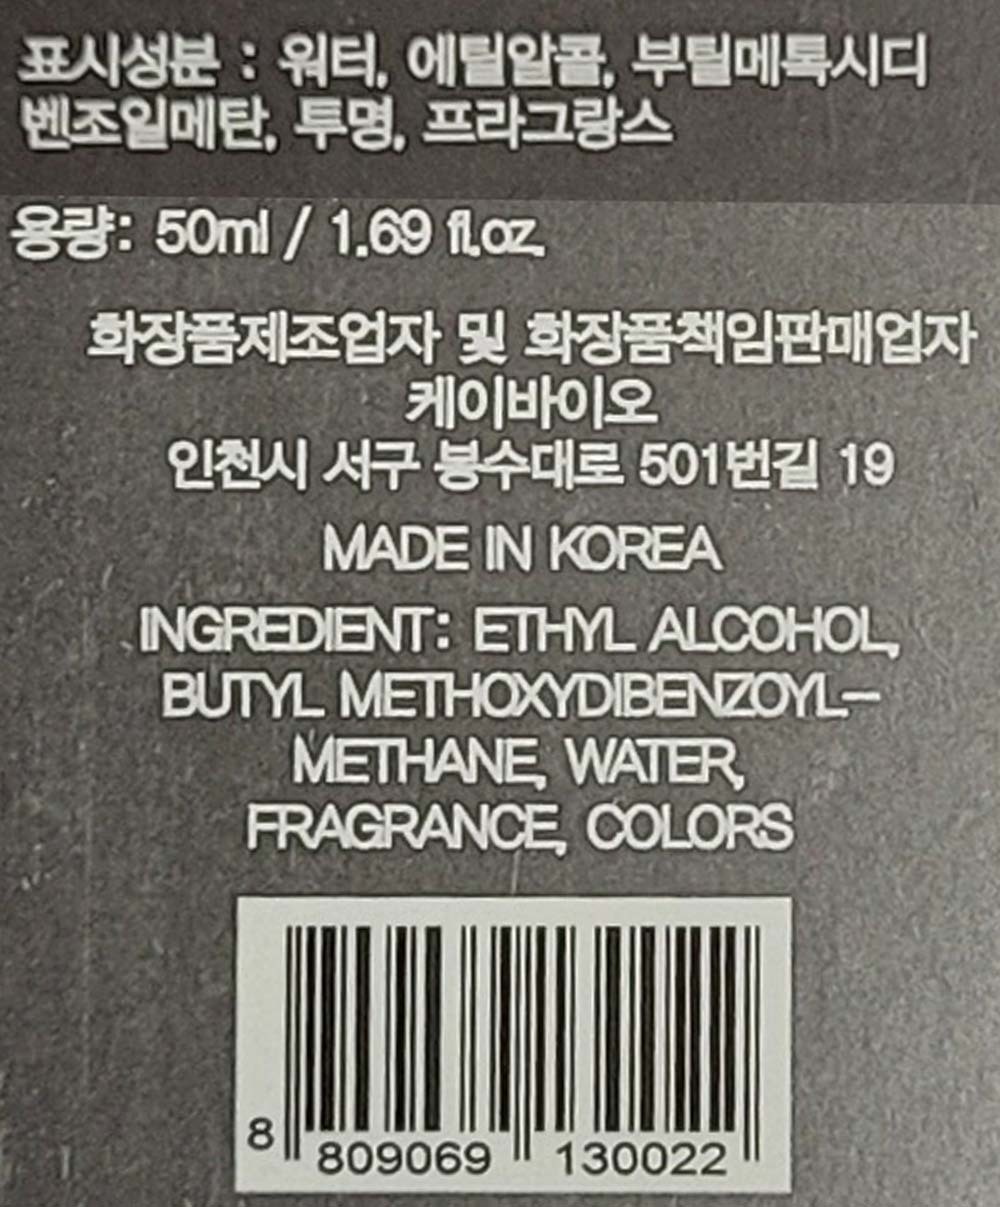 표시성분 : 워터, 에틸알콜, 부틸메톡시디
벤조일메탄, 투명, 프라그랑스
용량: 50ml / 1.69 fl.oz.
화장품제조업자 및 화장품책임판매업자
케이바이오
인천시 서구 봉수대로 501번길 19
MADE IN KOREA
INGREDIENT: ETHYL ALCOHOL,
BUTYL METHOXYDIBENZOYL-
METHANE, WATER,
FRAGRANCE, COLORS
8 809069 130022